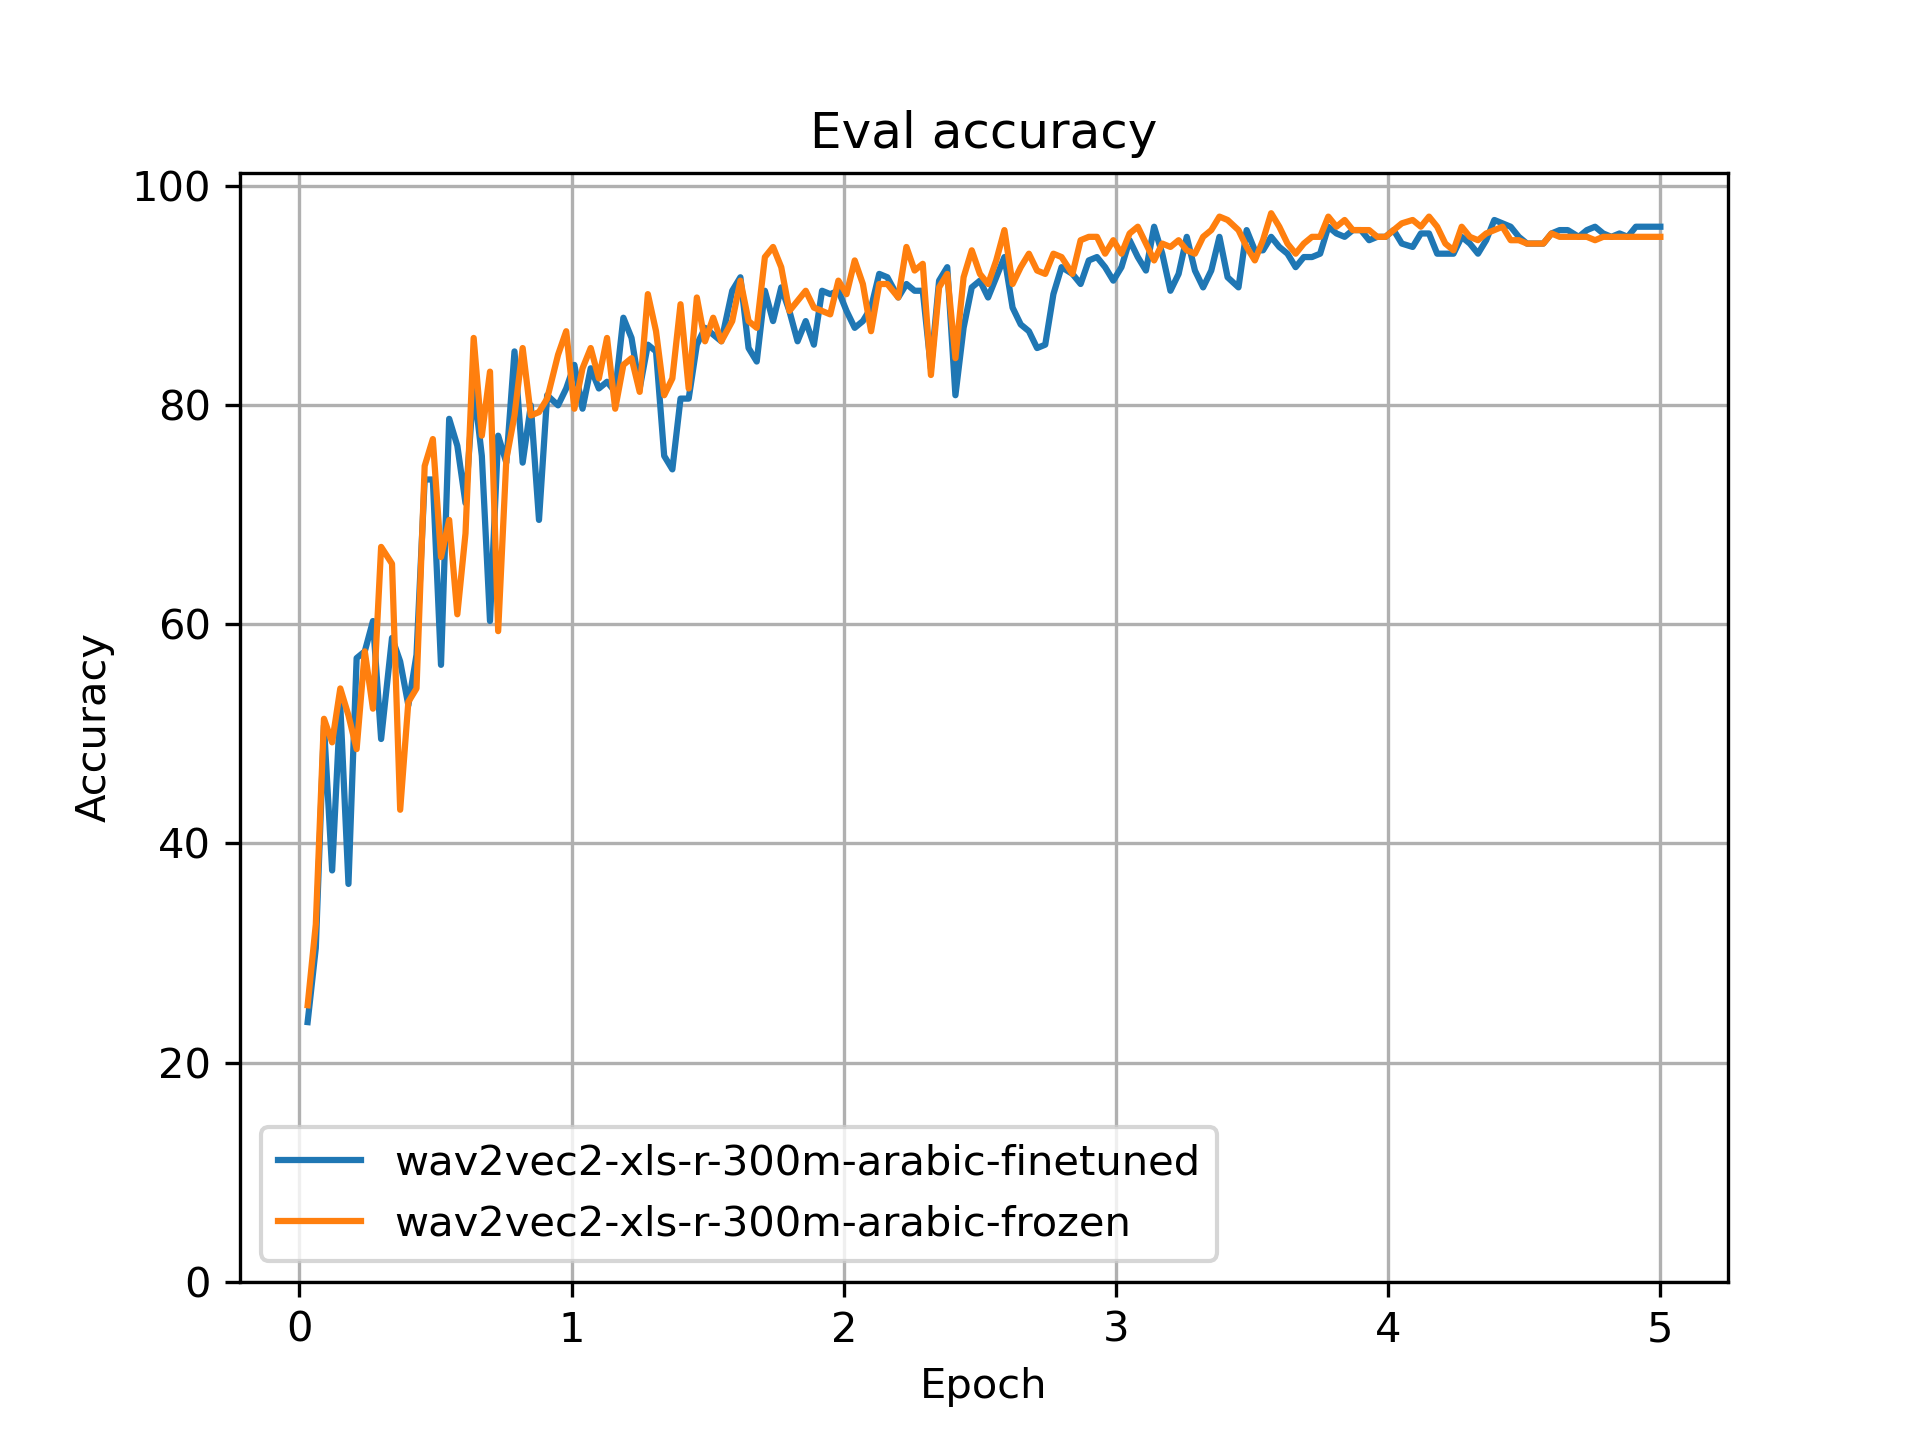 Eval accuracy
100
80
60
40
20
0
Accuracy
wav2vec2-xls-r-300m-arabic-finetuned
wav2vec2-xls-r-300m-arabic-frozen
0 1 2 3 4 5
Epoch